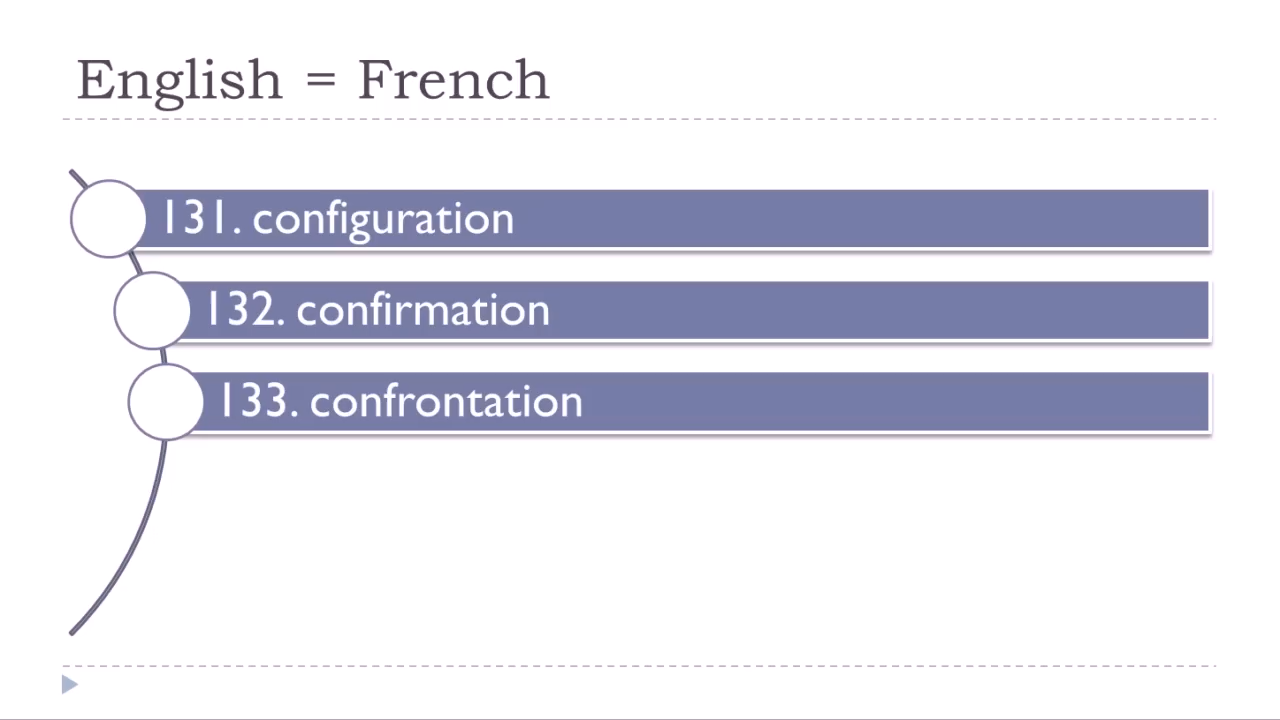 English = French
131. configuration
132. confirmation
133. confrontation